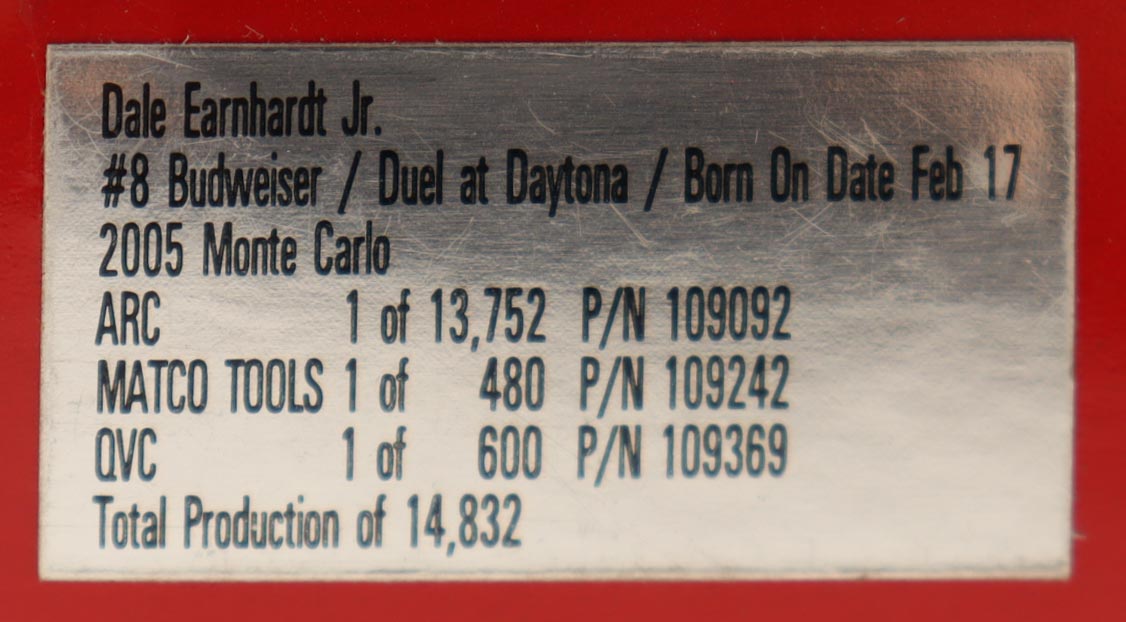 Dale Earnhardt Jr.
#8 Budweiser / Duel at Daytona / Born On Date Feb 17
2005 Monte Carlo
ARC 1 of 13,752 P/N 109092
MATCO TOOLS 1 of 480 P/N 109242
QVC 1 of 600 P/N 109369
Total Production of 14,832